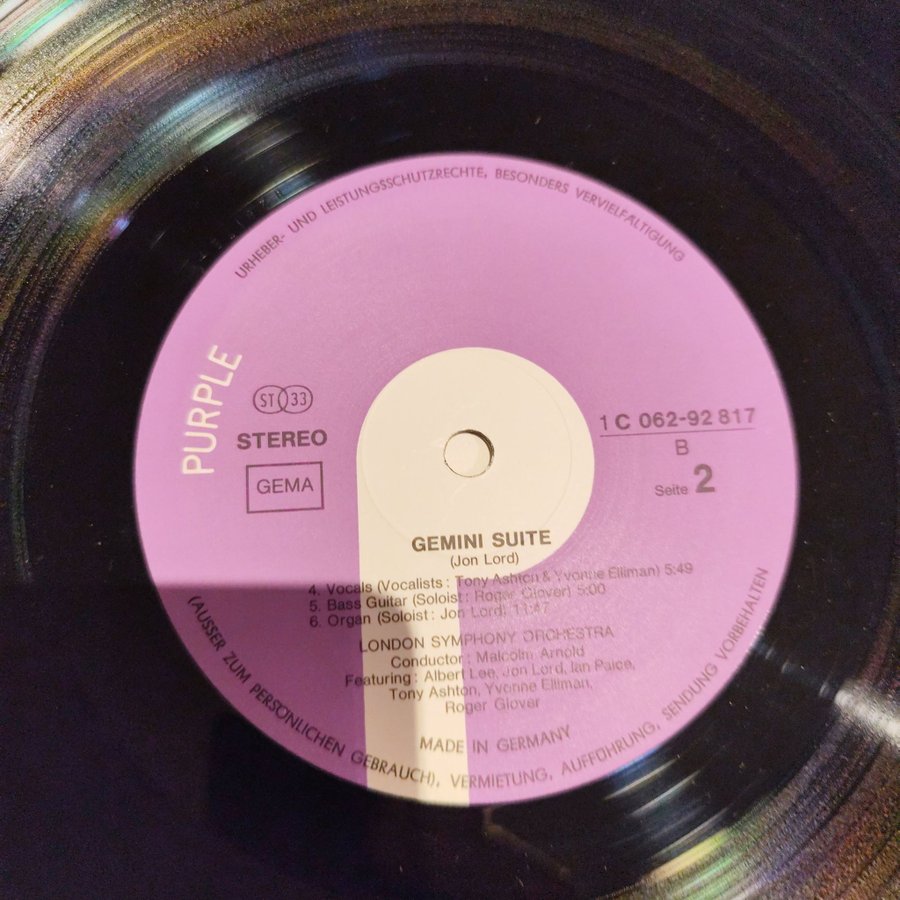 URHEBER- UND LEISTUNGSSCHUTZRECHTE, BESONDERS VERVIELFÄLTIGUNG
PURPLE
ST 33
STEREO
GEMA
1 C 062-92 817
B
Seite 2
GEMINI SUITE
(Jon Lord)
4. Vocals (Vocalists: Tony Ashton & Yvonne Elliman) 5:49
5. Bass Guitar (Soloist: Roger Glover) 5:00
6. Organ (Soloist: Jon Lord) 11:47
LONDON SYMPHONY ORCHESTRA
Conductor: Malcolm Arnold
Featuring: Albert Lee, Jon Lord, Ian Paice,
Tony Ashton, Yvonne Elliman,
Roger Glover
MADE IN GERMANY
(AUSSER ZUM PERSÖNLICHEN GEBRAUCH), VERMIETUNG, AUFFÜHRUNG, SENDUNG VORBEHALTEN